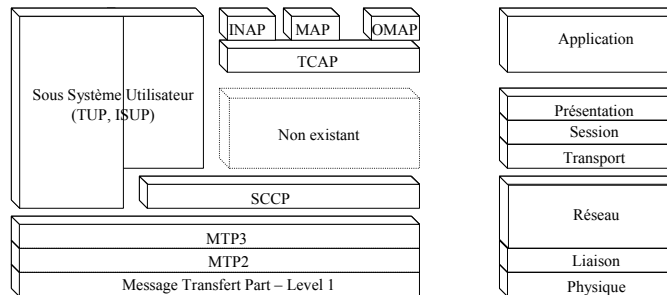 INAP MAP OMAP
TCAP
Sous Système Utilisateur
(TUP, ISUP)
Non existant
SCCP
MTP3
MTP2
Message Transfert Part – Level 1
Application
Présentation
Session
Transport
Réseau
Liaison
Physique